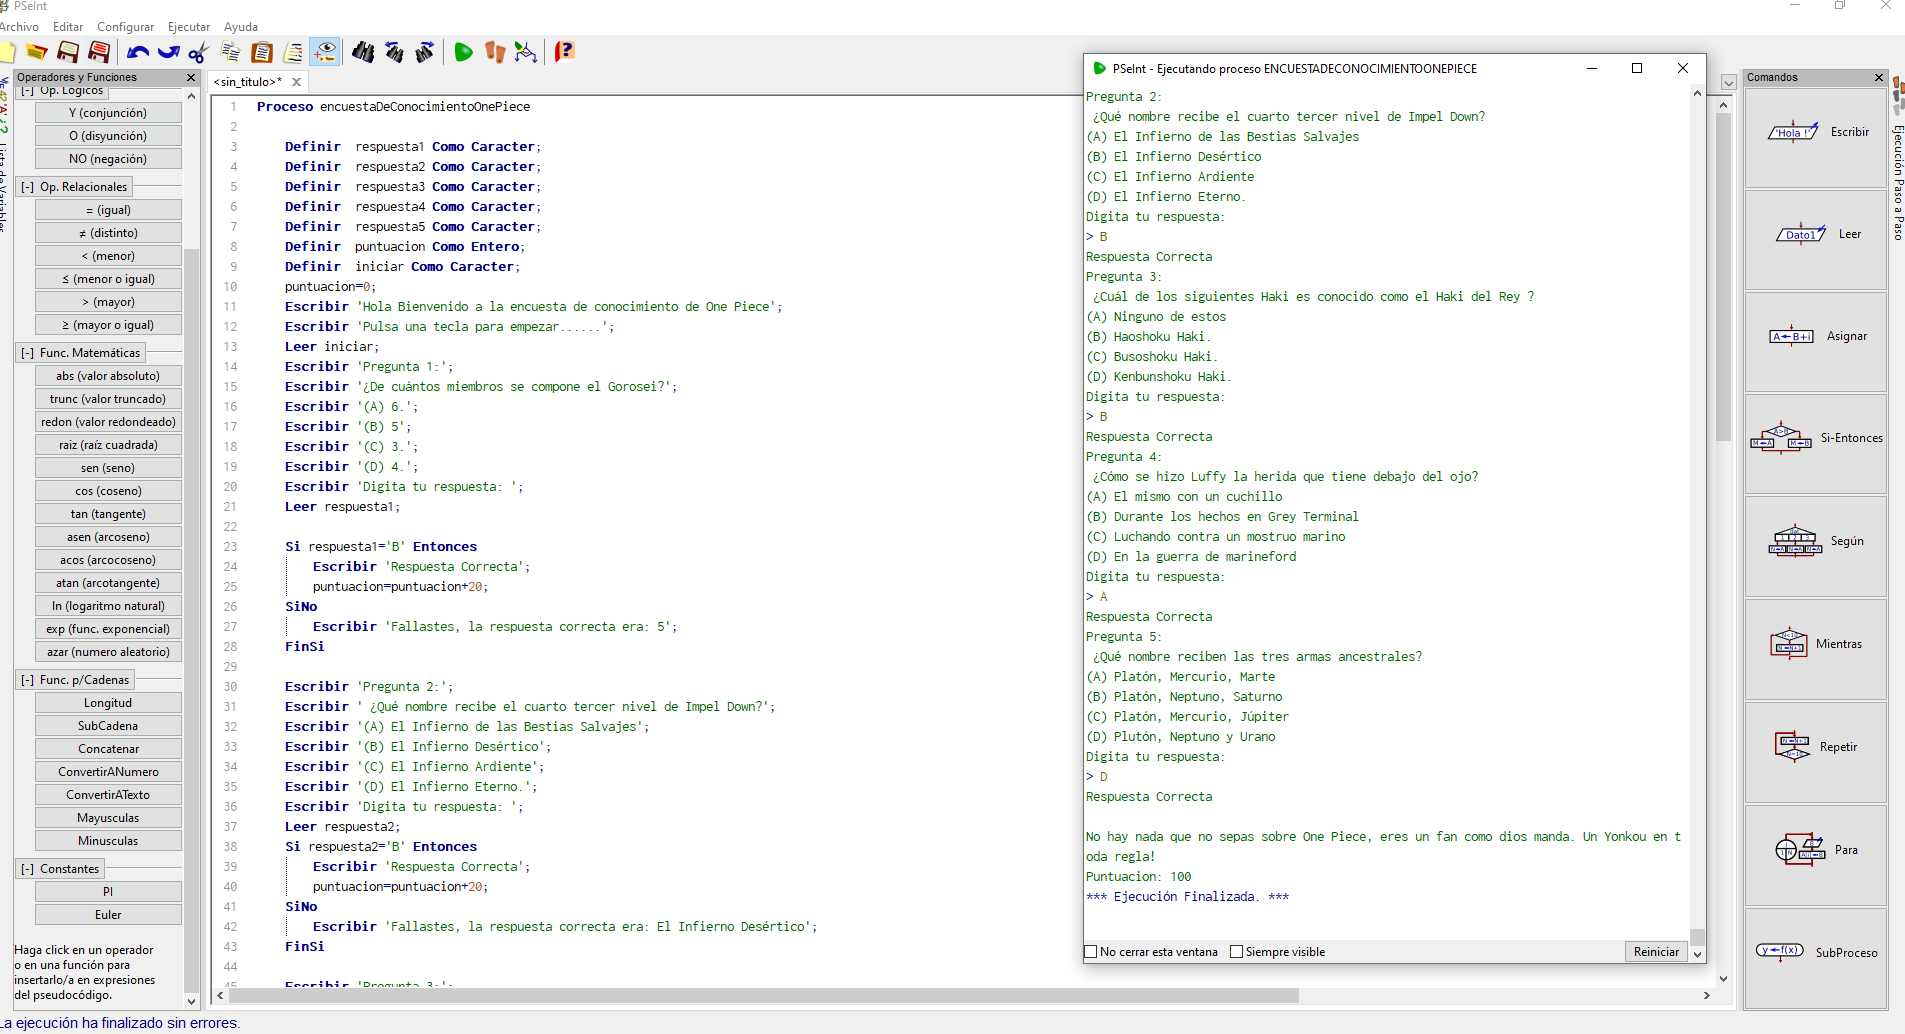 PSeInt
Archivo Editar Configurar Ejecutar Ayuda
Operadores y Funciones
[-] Op. Lógicos
Y (conjunción)
O (disyunción)
NO (negación)
[-] Op. Relacionales
= (igual)
≠ (distinto)
< (menor)
≤ (menor o igual)
> (mayor)
≥ (mayor o igual)
[-] Func. Matemáticas
abs (valor absoluto)
trunc (valor truncado)
redon (valor redondeado)
raiz (raíz cuadrada)
sen (seno)
cos (coseno)
tan (tangente)
asen (arcoseno)
acos (arcocoseno)
atan (arcotangente)
ln (logaritmo natural)
exp (func. exponencial)
azar (numero aleatorio)
[-] Func. p/Cadenas
Longitud
SubCadena
Concatenar
ConvertirANumero
ConvertirATexto
Mayusculas
Minusculas
[-] Constantes
PI
Euler
Haga click en un operador
o en una función para
insertarlo/a en expresiones
del pseudocódigo.
Lista de Variables
<sin_titulo>*
1 Proceso encuestaDeConocimientoOnePiece
2
3 Definir respuesta1 Como Caracter;
4 Definir respuesta2 Como Caracter;
5 Definir respuesta3 Como Caracter;
6 Definir respuesta4 Como Caracter;
7 Definir respuesta5 Como Caracter;
8 Definir puntuacion Como Entero;
9 Definir iniciar Como Caracter;
10 puntuacion=0;
11 Escribir 'Hola Bienvenido a la encuesta de conocimiento de One Piece';
12 Escribir 'Pulsa una tecla para empezar......';
13 Leer iniciar;
14 Escribir 'Pregunta 1:';
15 Escribir '¿De cuántos miembros se compone el Gorosei?';
16 Escribir '(A) 6.';
17 Escribir '(B) 5';
18 Escribir '(C) 3.';
19 Escribir '(D) 4.';
20 Escribir 'Digita tu respuesta: ';
21 Leer respuesta1;
22
23 Si respuesta1='B' Entonces
24 Escribir 'Respuesta Correcta';
25 puntuacion=puntuacion+20;
26 SiNo
27 Escribir 'Fallastes, la respuesta correcta era: 5';
28 FinSi
29
30 Escribir 'Pregunta 2:';
31 Escribir ' ¿Qué nombre recibe el cuarto tercer nivel de Impel Down?';
32 Escribir '(A) El Infierno de las Bestias Salvajes';
33 Escribir '(B) El Infierno Desértico';
34 Escribir '(C) El Infierno Ardiente';
35 Escribir '(D) El Infierno Eterno.';
36 Escribir 'Digita tu respuesta: ';
37 Leer respuesta2;
38 Si respuesta2='B' Entonces
39 Escribir 'Respuesta Correcta';
40 puntuacion=puntuacion+20;
41 SiNo
42 Escribir 'Fallastes, la respuesta correcta era: El Infierno Desértico';
43 FinSi
44
45 Escribir 'Pregunta 3:';
PSeInt - Ejecutando proceso ENCUESTADECONOCIMIENTOONEPIECE
Pregunta 2:
¿Qué nombre recibe el cuarto tercer nivel de Impel Down?
(A) El Infierno de las Bestias Salvajes
(B) El Infierno Desértico
(C) El Infierno Ardiente
(D) El Infierno Eterno.
Digita tu respuesta:
> B
Respuesta Correcta
Pregunta 3:
¿Cuál de los siguientes Haki es conocido como el Haki del Rey ?
(A) Ninguno de estos
(B) Haoshoku Haki.
(C) Busoshoku Haki.
(D) Kenbunshoku Haki.
Digita tu respuesta:
> B
Respuesta Correcta
Pregunta 4:
¿Cómo se hizo Luffy la herida que tiene debajo del ojo?
(A) El mismo con un cuchillo
(B) Durante los hechos en Grey Terminal
(C) Luchando contra un mostruo marino
(D) En la guerra de marineford
Digita tu respuesta:
> A
Respuesta Correcta
Pregunta 5:
¿Qué nombre reciben las tres armas ancestrales?
(A) Platón, Mercurio, Marte
(B) Platón, Neptuno, Saturno
(C) Platón, Mercurio, Júpiter
(D) Plutón, Neptuno y Urano
Digita tu respuesta:
> D
Respuesta Correcta
No hay nada que no sepas sobre One Piece, eres un fan como dios manda. Un Yonkou en t
oda regla!
Puntuacion: 100
*** Ejecución Finalizada. ***
No cerrar esta ventana Siempre visible Reiniciar
Comandos
'Hola !' Escribir
Dato1 Leer
A←B+i Asignar
Si-Entonces
Según
Mientras
Repetir
Para
y←f(x) SubProceso
Ejecución Paso a Paso
La ejecución ha finalizado sin errores.